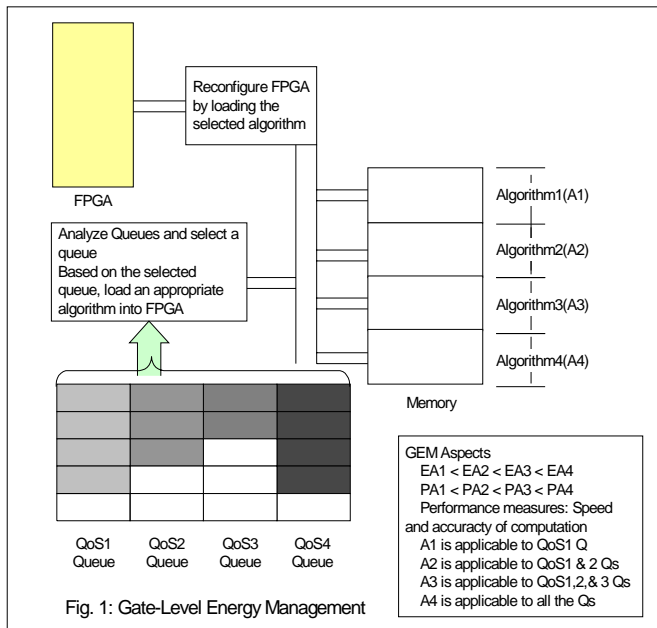 Reconfigure FPGA
by loading the
selected algorithm
FPGA
Algorithm1(A1)
Analyze Queues and select a
queue
Based on the selected
queue, load an appropriate
algorithm into FPGA
Algorithm2(A2)
Algorithm3(A3)
Algorithm4(A4)
Memory
GEM Aspects
EA1 < EA2 < EA3 < EA4
PA1 < PA2 < PA3 < PA4
Performance measures: Speed
and accuracty of computation
A1 is applicable to QoS1 Q
A2 is applicable to QoS1 & 2 Qs
A3 is applicable to QoS1,2,& 3 Qs
A4 is applicable to all the Qs
QoS1
Queue
QoS2
Queue
QoS3
Queue
QoS4
Queue
Fig. 1: Gate-Level Energy Management